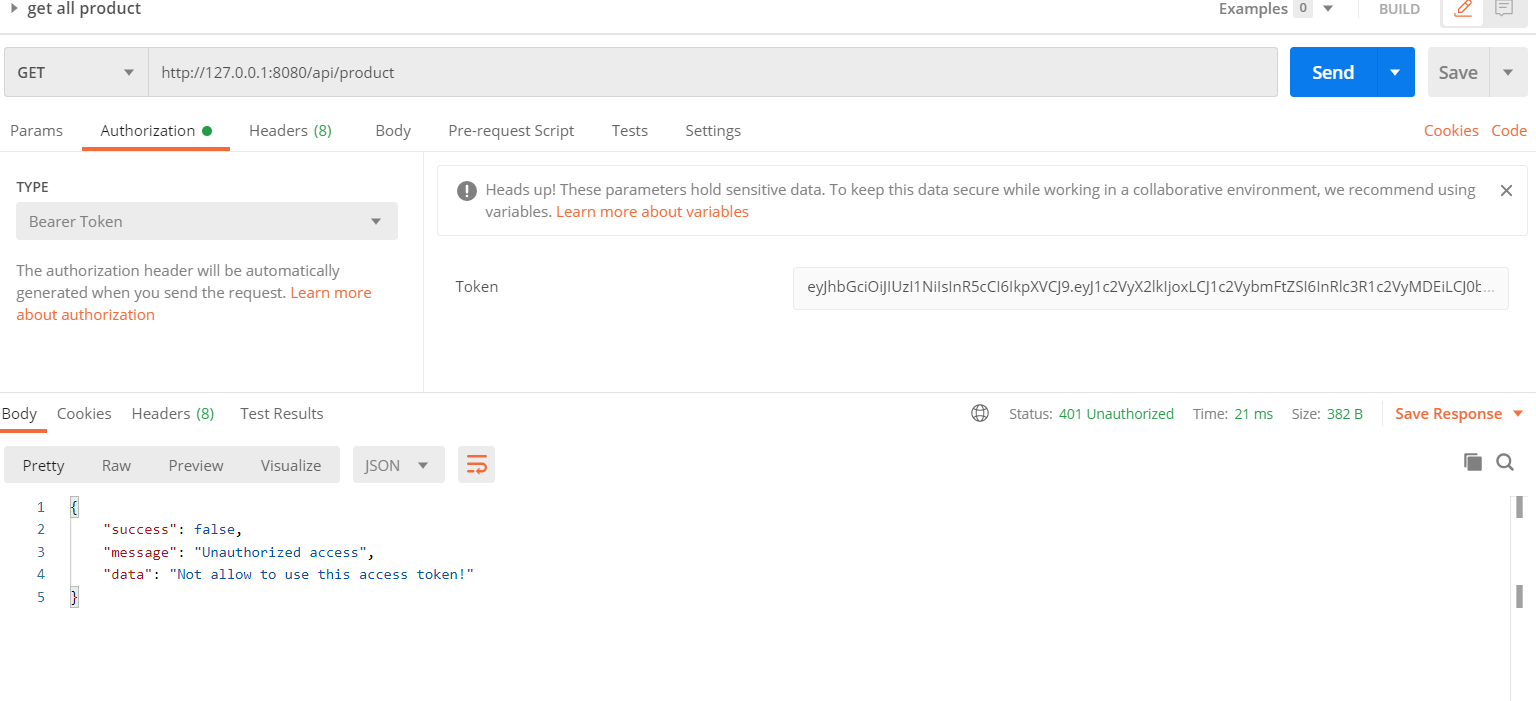 get all product
Examples 0 BUILD
GET http://127.0.0.1:8080/api/product Send Save
Params Authorization Headers (8) Body Pre-request Script Tests Settings Cookies Code
TYPE
Bearer Token
The authorization header will be automatically
generated when you send the request. Learn more
about authorization
Heads up! These parameters hold sensitive data. To keep this data secure while working in a collaborative environment, we recommend using
variables. Learn more about variables
Token eyJhbGciOiJIUzI1NiIsInR5cCI6IkpXVCJ9.eyJ1c2VyX2lkIjoxLCJ1c2VybmFtZSI6InRlc3R1c2VyMDEiLCJ0b...
Body Cookies Headers (8) Test Results Status: 401 Unauthorized Time: 21 ms Size: 382 B Save Response
Pretty Raw Preview Visualize JSON
1 {
2 "success": false,
3 "message": "Unauthorized access",
4 "data": "Not allow to use this access token!"
5 }